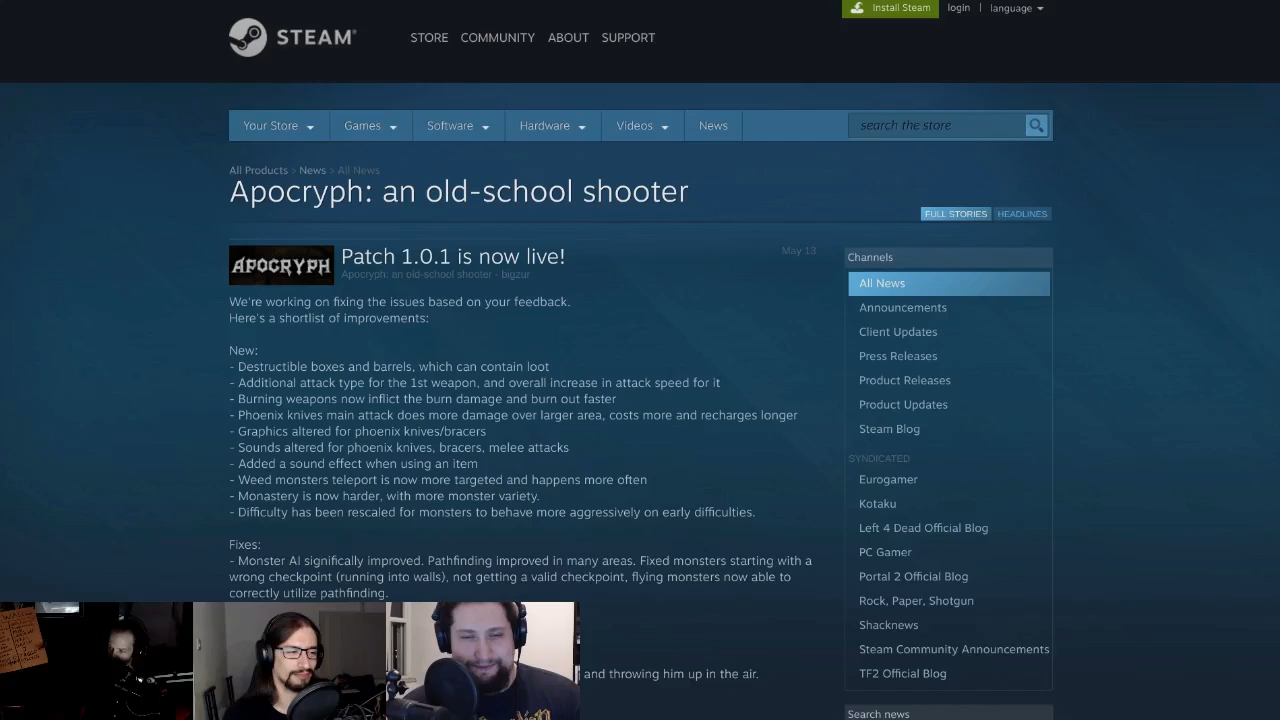 Install Steam
login
language
STEAM®
STORE
COMMUNITY
ABOUT
SUPPORT
Your Store
Games
Software
Hardware
Videos
News
search the store
All Products > News > All News
Apocryph: an old-school shooter
FULL STORIES
HEADLINES
APOCRYPH
Patch 1.0.1 is now live!
May 13
Apocryph: an old-school shooter - bigzur
We're working on fixing the issues based on your feedback.
Here's a shortlist of improvements:
New:
- Destructible boxes and barrels, which can contain loot
- Additional attack type for the 1st weapon, and overall increase in attack speed for it
- Burning weapons now inflict the burn damage and burn out faster
- Phoenix knives main attack does more damage over larger area, costs more and recharges longer
- Graphics altered for phoenix knives/bracers
- Sounds altered for phoenix knives, bracers, melee attacks
- Added a sound effect when using an item
- Weed monsters teleport is now more targeted and happens more often
- Monastery is now harder, with more monster variety.
- Difficulty has been rescaled for monsters to behave more aggressively on early difficulties.
Fixes:
- Monster AI significally improved. Pathfinding improved in many areas. Fixed monsters starting with a
wrong checkpoint (running into walls), not getting a valid checkpoint, flying monsters now able to
correctly utilize pathfinding.
and throwing him up in the air.
Channels
All News
Announcements
Client Updates
Press Releases
Product Releases
Product Updates
Steam Blog
SYNDICATED
Eurogamer
Kotaku
Left 4 Dead Official Blog
PC Gamer
Portal 2 Official Blog
Rock, Paper, Shotgun
Shacknews
Steam Community Announcements
TF2 Official Blog
Search news